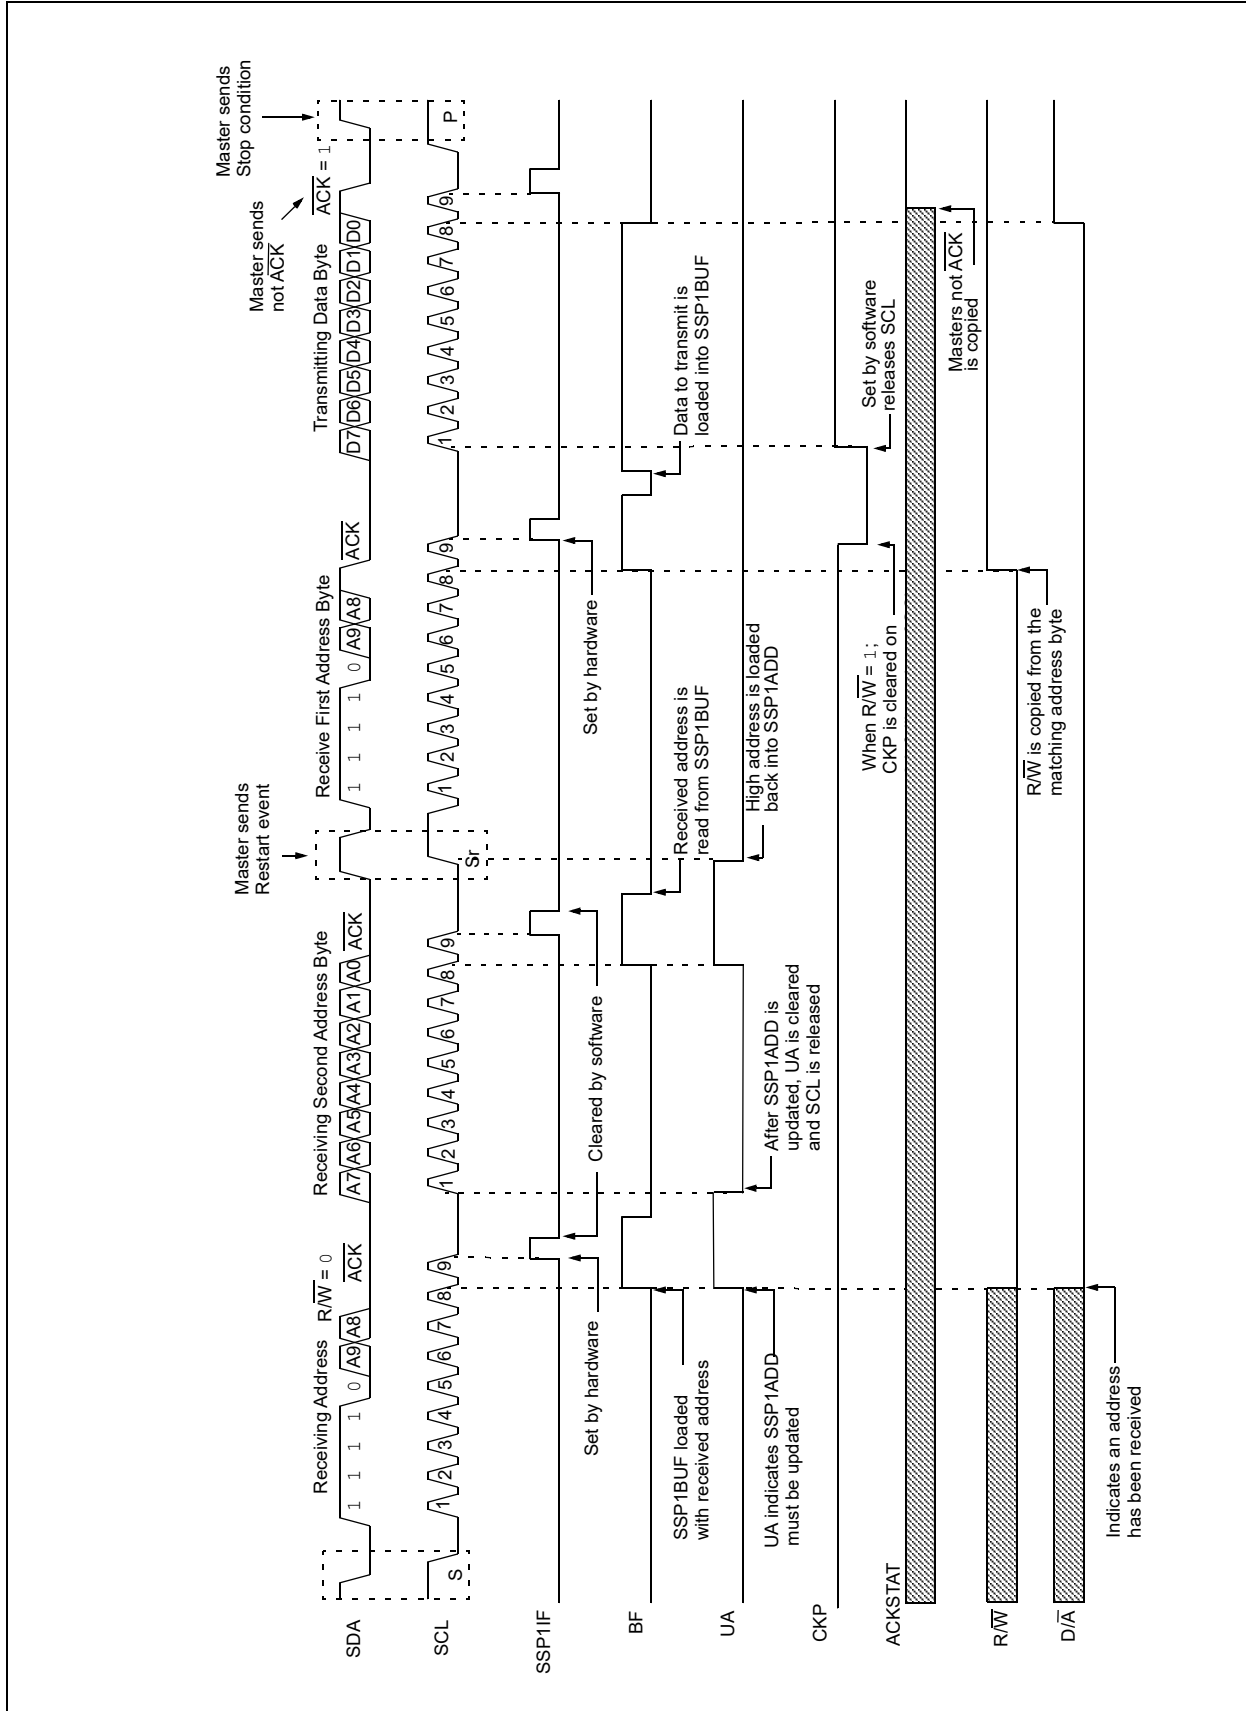 Master sends
Stop condition
Master sends
not ACK
Master sends
Restart event
Receiving Address R/W = 0
Receiving Second Address Byte
Receive First Address Byte
Transmitting Data Byte
ACK = 1
SDA
1 1 1 1 0 A9 A8 ACK
A7 A6 A5 A4 A3 A2 A1 A0 ACK
1 1 1 1 0 A9 A8 ACK
D7 D6 D5 D4 D3 D2 D1 D0
SCL
S 1 2 3 4 5 6 7 8 9
1 2 3 4 5 6 7 8 9
Sr 1 2 3 4 5 6 7 8 9
1 2 3 4 5 6 7 8 9 P
SSP1IF
Set by hardware
Cleared by software
Set by hardware
BF
SSP1BUF loaded
with received address
Received address is
read from SSP1BUF
Data to transmit is
loaded into SSP1BUF
UA
UA indicates SSP1ADD
must be updated
After SSP1ADD is
updated, UA is cleared
and SCL is released
High address is loaded
back into SSP1ADD
CKP
When R/W = 1;
CKP is cleared on
Set by software
releases SCL
ACKSTAT
Masters not ACK
is copied
R/W
R/W is copied from the
matching address byte
D/A
Indicates an address
has been received